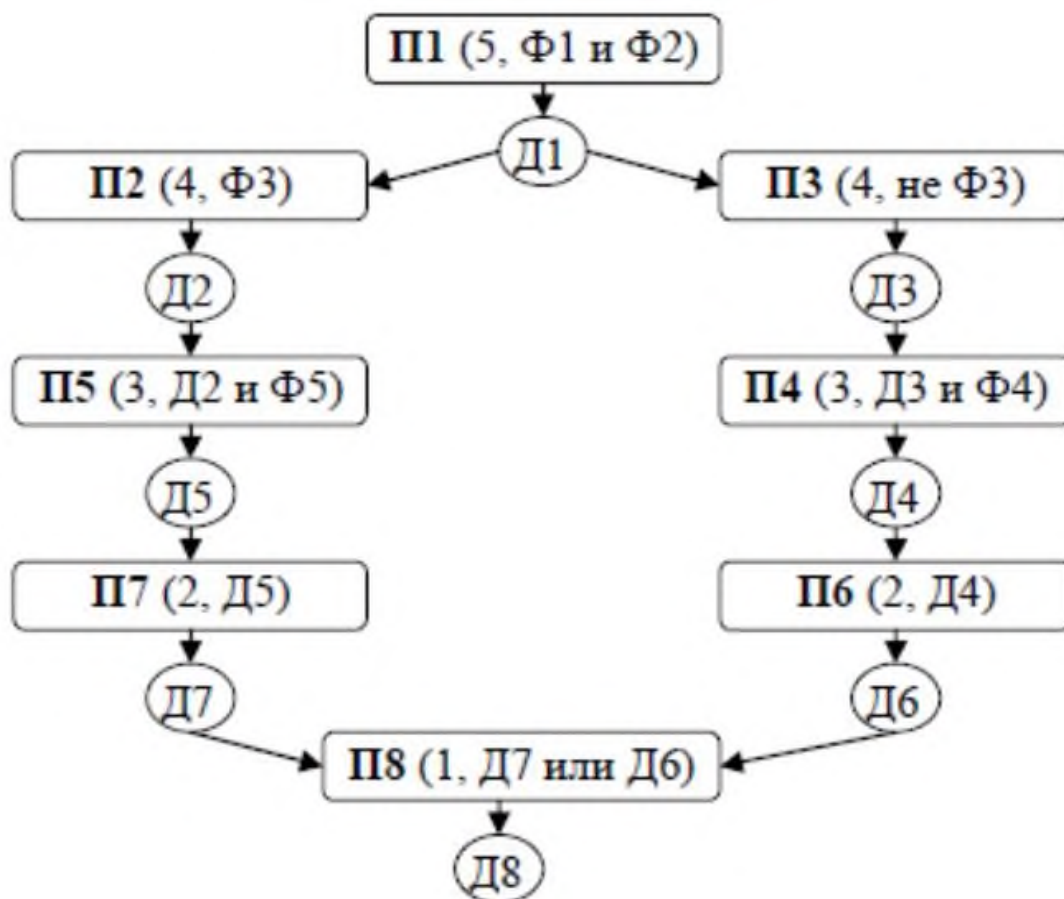 П1 (5, Ф1 и Ф2)
Д1
П2 (4, Ф3)
П3 (4, не Ф3)
Д2
Д3
П5 (3, Д2 и Ф5)
П4 (3, Д3 и Ф4)
Д5
Д4
П7 (2, Д5)
П6 (2, Д4)
Д7
Д6
П8 (1, Д7 или Д6)
Д8